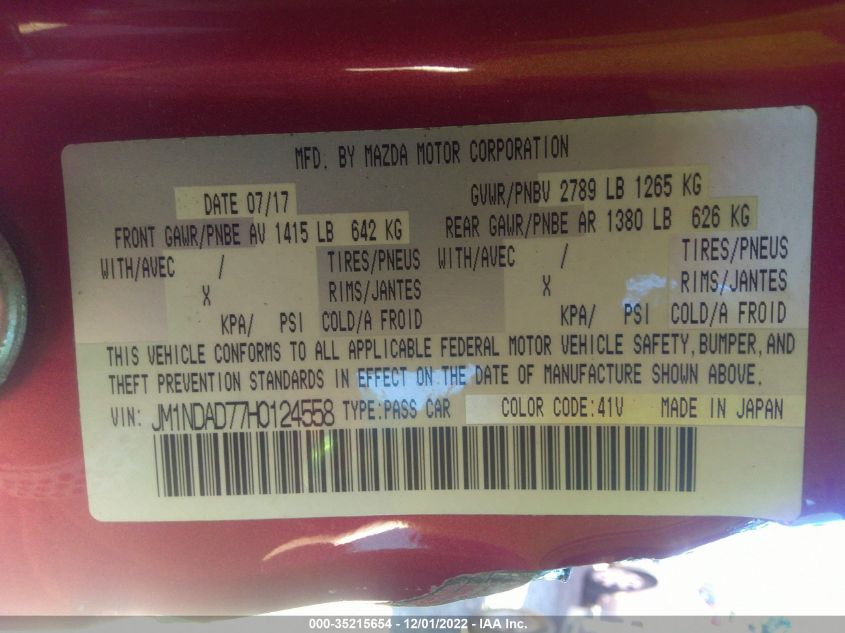 MFD. BY MAZDA MOTOR CORPORATION
DATE 07/17 GVWR/PNBV 2789 LB 1265 KG
FRONT GAWR/PNBE AV 1415 LB 642 KG REAR GAWR/PNBE AR 1380 LB 626 KG
WITH/AVEC / TIRES/PNEUS WITH/AVEC / TIRES/PNEUS
X RIMS/JANTES X RIMS/JANTES
KPA/ PSI COLD/A FROID KPA/ PSI COLD/A FROID
THIS VEHICLE CONFORMS TO ALL APPLICABLE FEDERAL MOTOR VEHICLE SAFETY, BUMPER, AND
THEFT PREVENTION STANDARDS IN EFFECT ON THE DATE OF MANUFACTURE SHOWN ABOVE.
VIN: JM1NDAD77H0124558 TYPE:PASS CAR COLOR CODE:41V MADE IN JAPAN
000-35215654 - 12/01/2022 - IAA Inc.